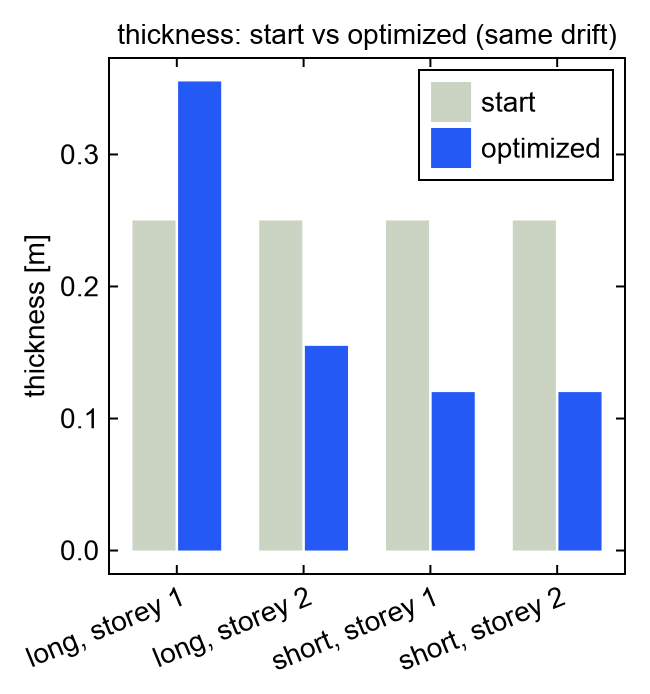 thickness: start vs optimized (same drift)
start
optimized
thickness [m]
0.3
0.2
0.1
0.0
long, storey 1
long, storey 2
short, storey 1
short, storey 2